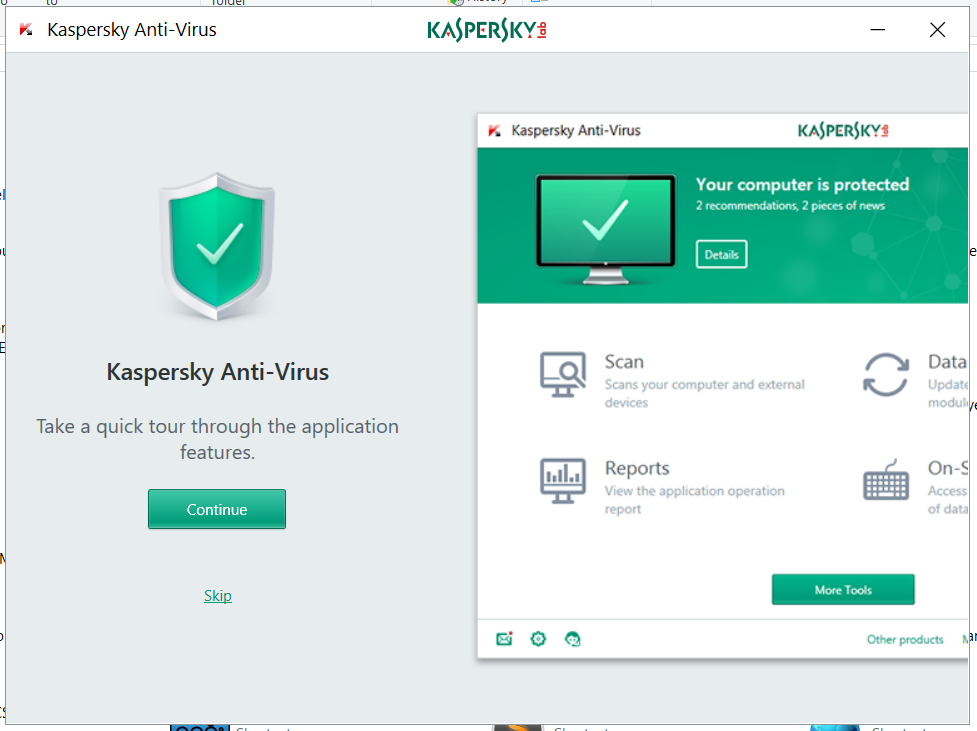 to
folder
History
Kaspersky Anti-Virus
KASPERSKY lab
Kaspersky Anti-Virus
Take a quick tour through the application
features.
Continue
Skip
Kaspersky Anti-Virus
KASPERSKY lab
Your computer is protected
2 recommendations, 2 pieces of news
Details
Scan
Scans your computer and external
devices
Data
Update
modul
Reports
View the application operation
report
On-S
Access
of data
More Tools
Other products